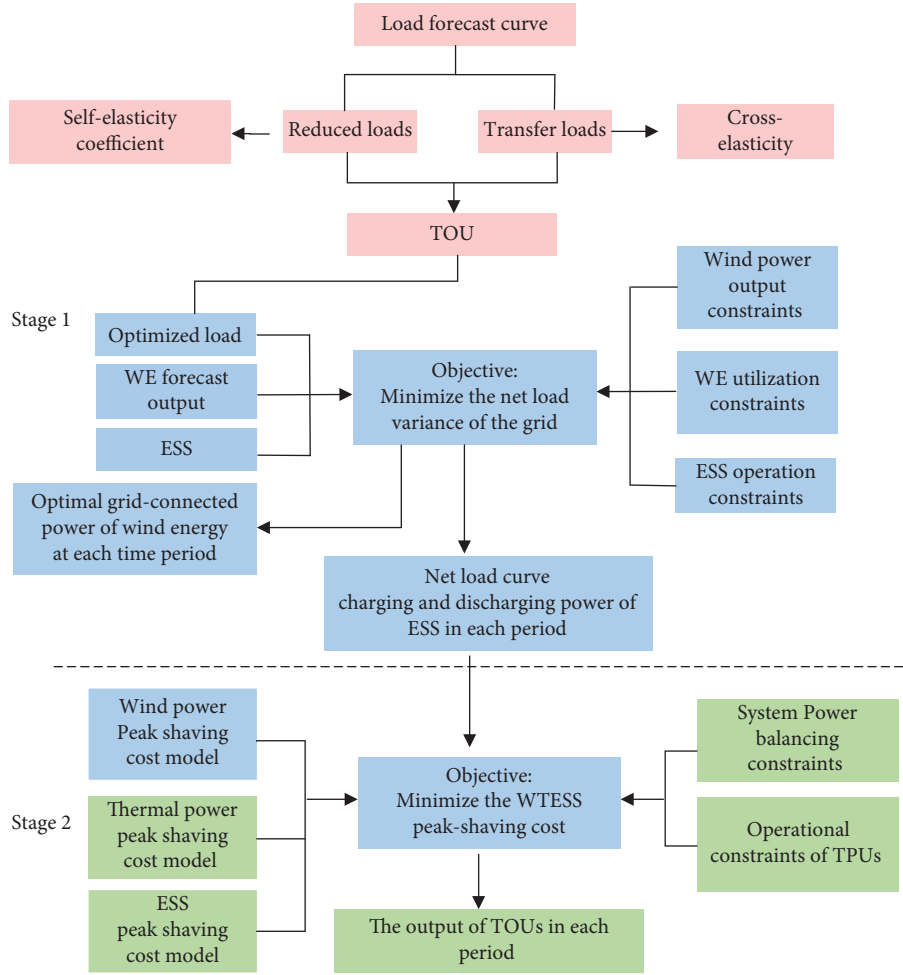 Load forecast curve
Self-elasticity
coefficient
Reduced loads
Transfer loads
Cross-
elasticity
TOU
Stage 1
Optimized load
WE forecast
output
ESS
Objective:
Minimize the net load
variance of the grid
Wind power
output
constraints
WE utilization
constraints
ESS operation
constraints
Optimal grid-connected
power of wind energy
at each time period
Net load curve
charging and discharging power of
ESS in each period
Stage 2
Wind power
Peak shaving
cost model
Thermal power
peak shaving
cost model
ESS
peak shaving
cost model
Objective:
Minimize the WTESS
peak-shaving cost
System Power
balancing
constraints
Operational
constraints of TPUs
The output of TOUs in each
period